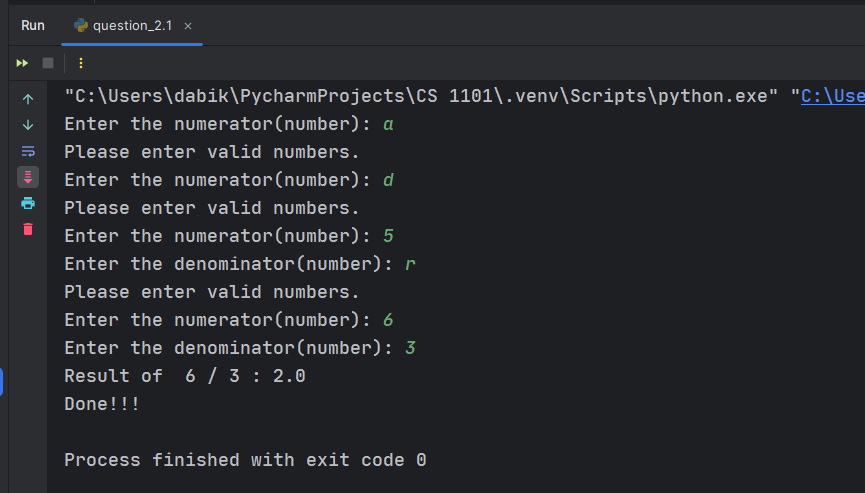 Run question_2.1 ×
"C:\Users\dabik\PycharmProjects\CS 1101\.venv\Scripts\python.exe" "C:\Use
Enter the numerator(number): a
Please enter valid numbers.
Enter the numerator(number): d
Please enter valid numbers.
Enter the numerator(number): 5
Enter the denominator(number): r
Please enter valid numbers.
Enter the numerator(number): 6
Enter the denominator(number): 3
Result of  6 / 3 : 2.0
Done!!!
Process finished with exit code 0